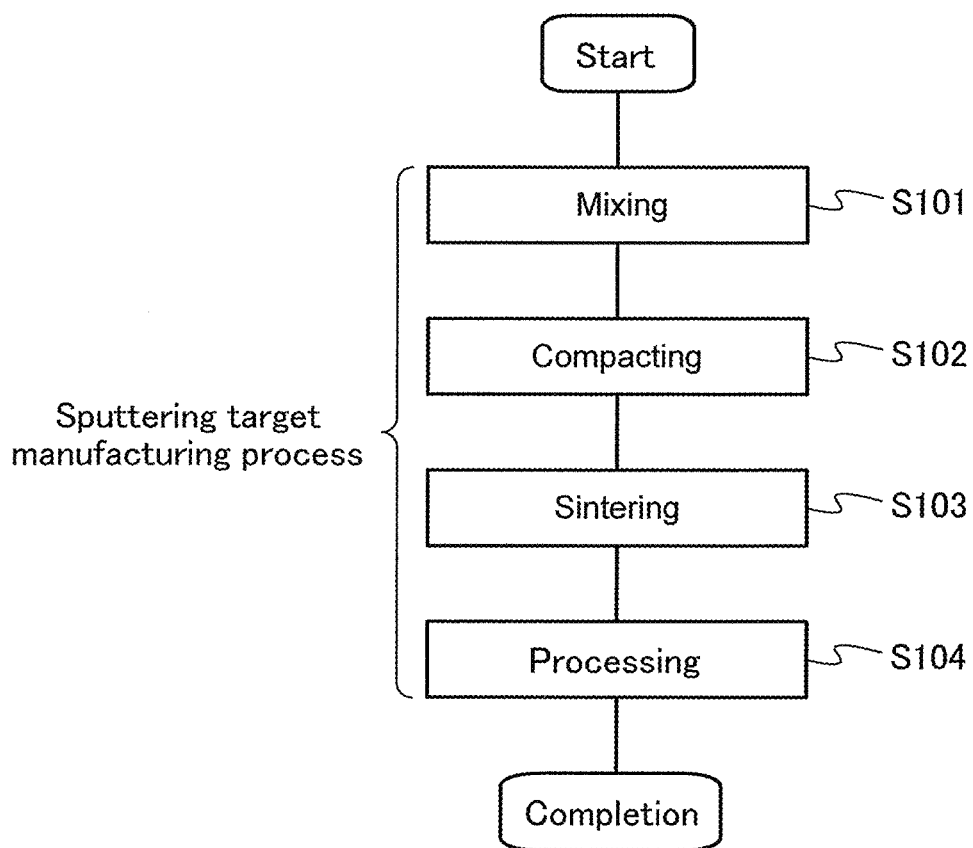 Start
Mixing
S101
Compacting
S102
Sputtering target
manufacturing process
Sintering
S103
Processing
S104
Completion